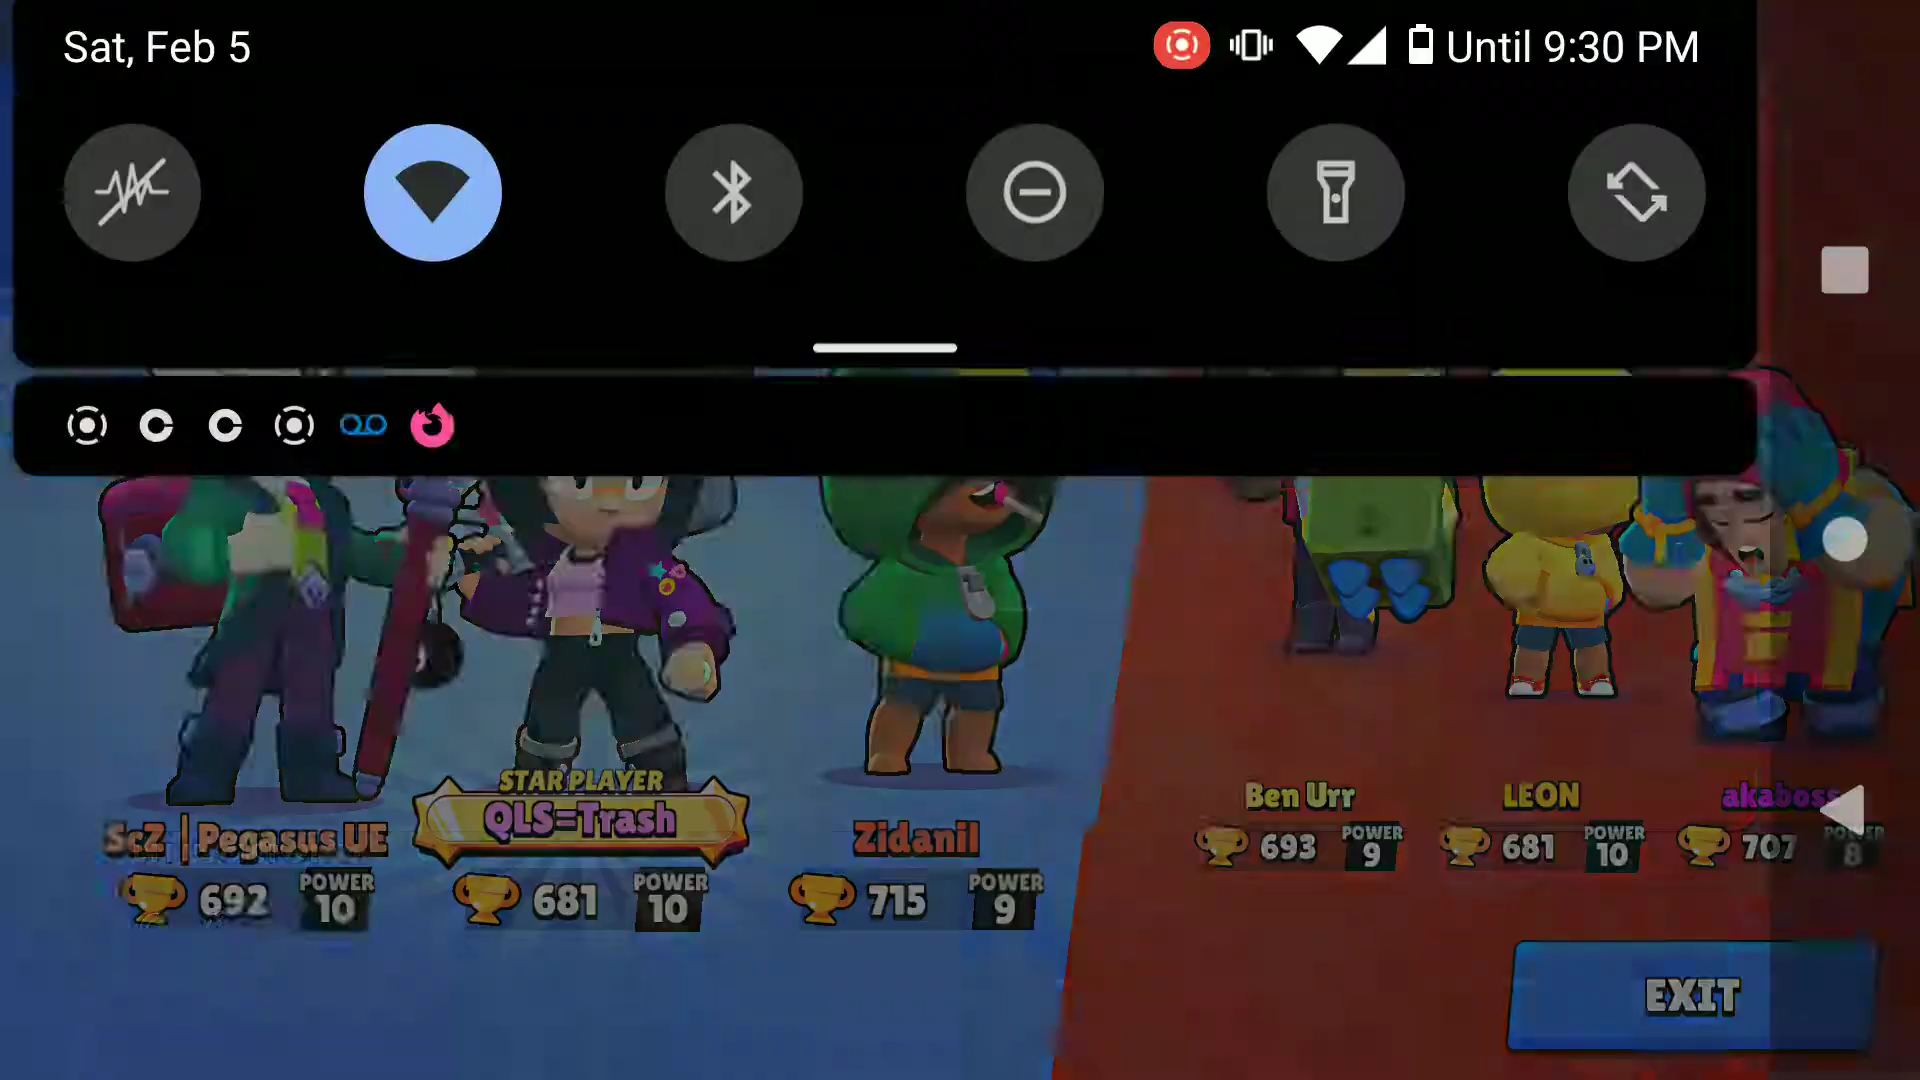 Sat, Feb 5
Until 9:30 PM
STAR PLAYER
ScZ | Pegasus UE
QLS=Trash
Zidanil
692 POWER 10
681 POWER 10
715 POWER 9
Ben Urr
LEON
akaboss
693 POWER 9
681 POWER 10
707 POWER 8
EXIT